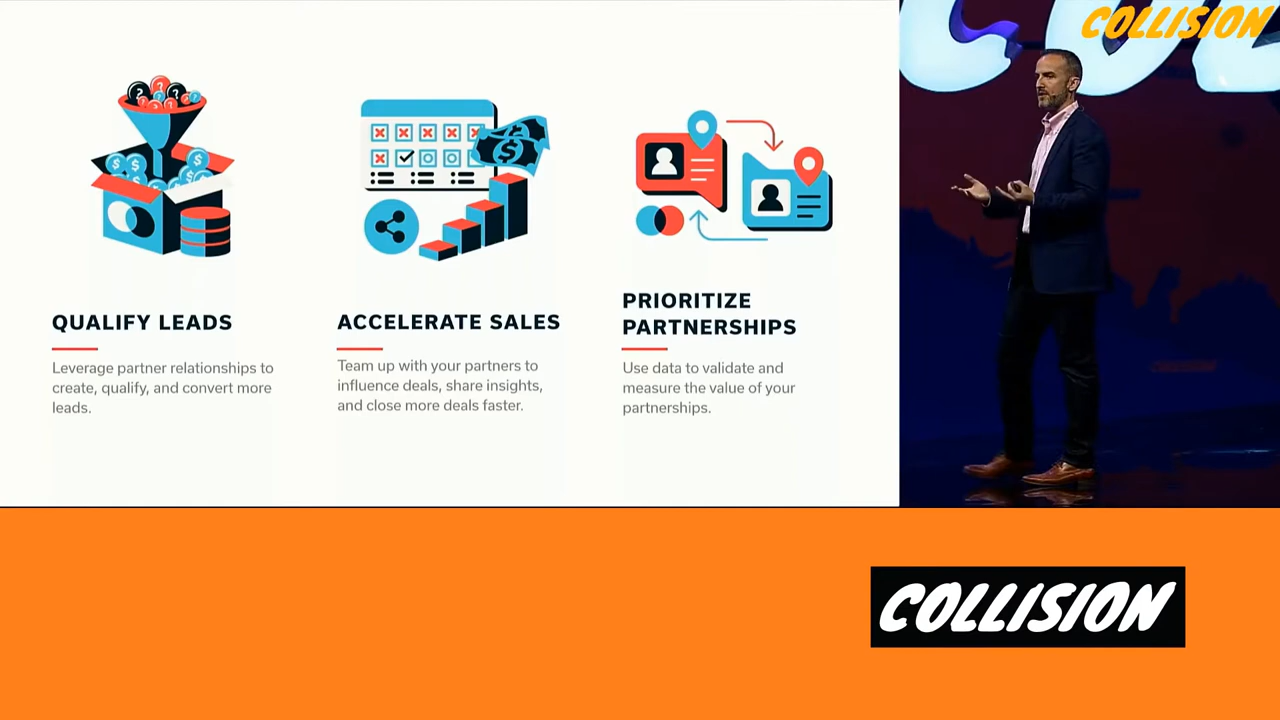 COLLISION
QUALIFY LEADS
Leverage partner relationships to
create, qualify, and convert more
leads.
ACCELERATE SALES
Team up with your partners to
influence deals, share insights,
and close more deals faster.
PRIORITIZE
PARTNERSHIPS
Use data to validate and
measure the value of your
partnerships.
COLLISION